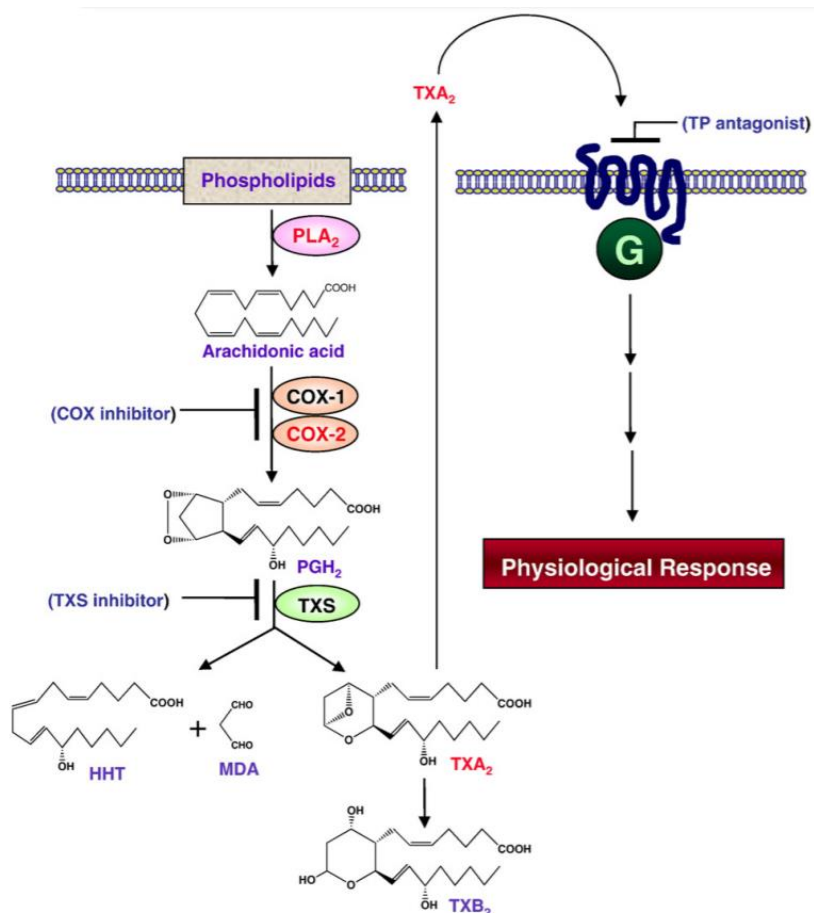 TXA₂
(TP antagonist)
Phospholipids
PLA₂
G
COOH
Arachidonic acid
(COX inhibitor)
COX-1
COX-2
O
O
COOH
OH
PGH₂
Physiological Response
(TXS inhibitor)
TXS
COOH
OH
HHT
+
CHO
CHO
MDA
O
O
COOH
OH
TXA₂
OH
HO
O
COOH
OH
TXB₂